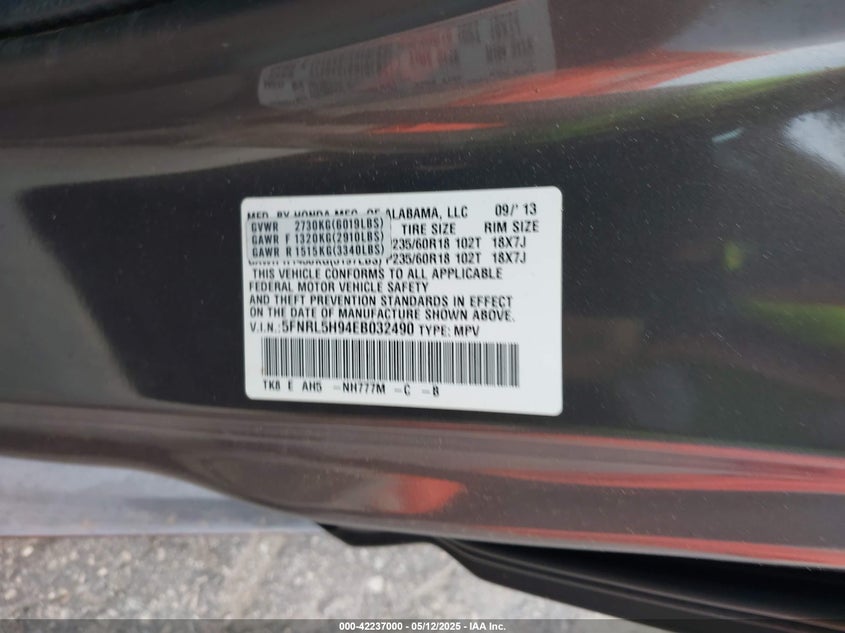 MFD. BY HONDA MFG. OF ALABAMA, LLC 09/'13
GVWR 2730KG(6019LBS) TIRE SIZE RIM SIZE
GAWR F 1320KG(2910LBS) P235/60R18 102T 18X7J
GAWR R 1515KG(3340LBS) P235/60R18 102T 18X7J
THIS VEHICLE CONFORMS TO ALL APPLICABLE
FEDERAL MOTOR VEHICLE SAFETY
AND THEFT PREVENTION STANDARDS IN EFFECT
ON THE DATE OF MANUFACTURE SHOWN ABOVE.
V.I.N.:5FNRL5H94EB032490 TYPE: MPV
TK8 E AH5 -NH777M -C -B
000-42237000 - 05/12/2025 - IAA Inc.